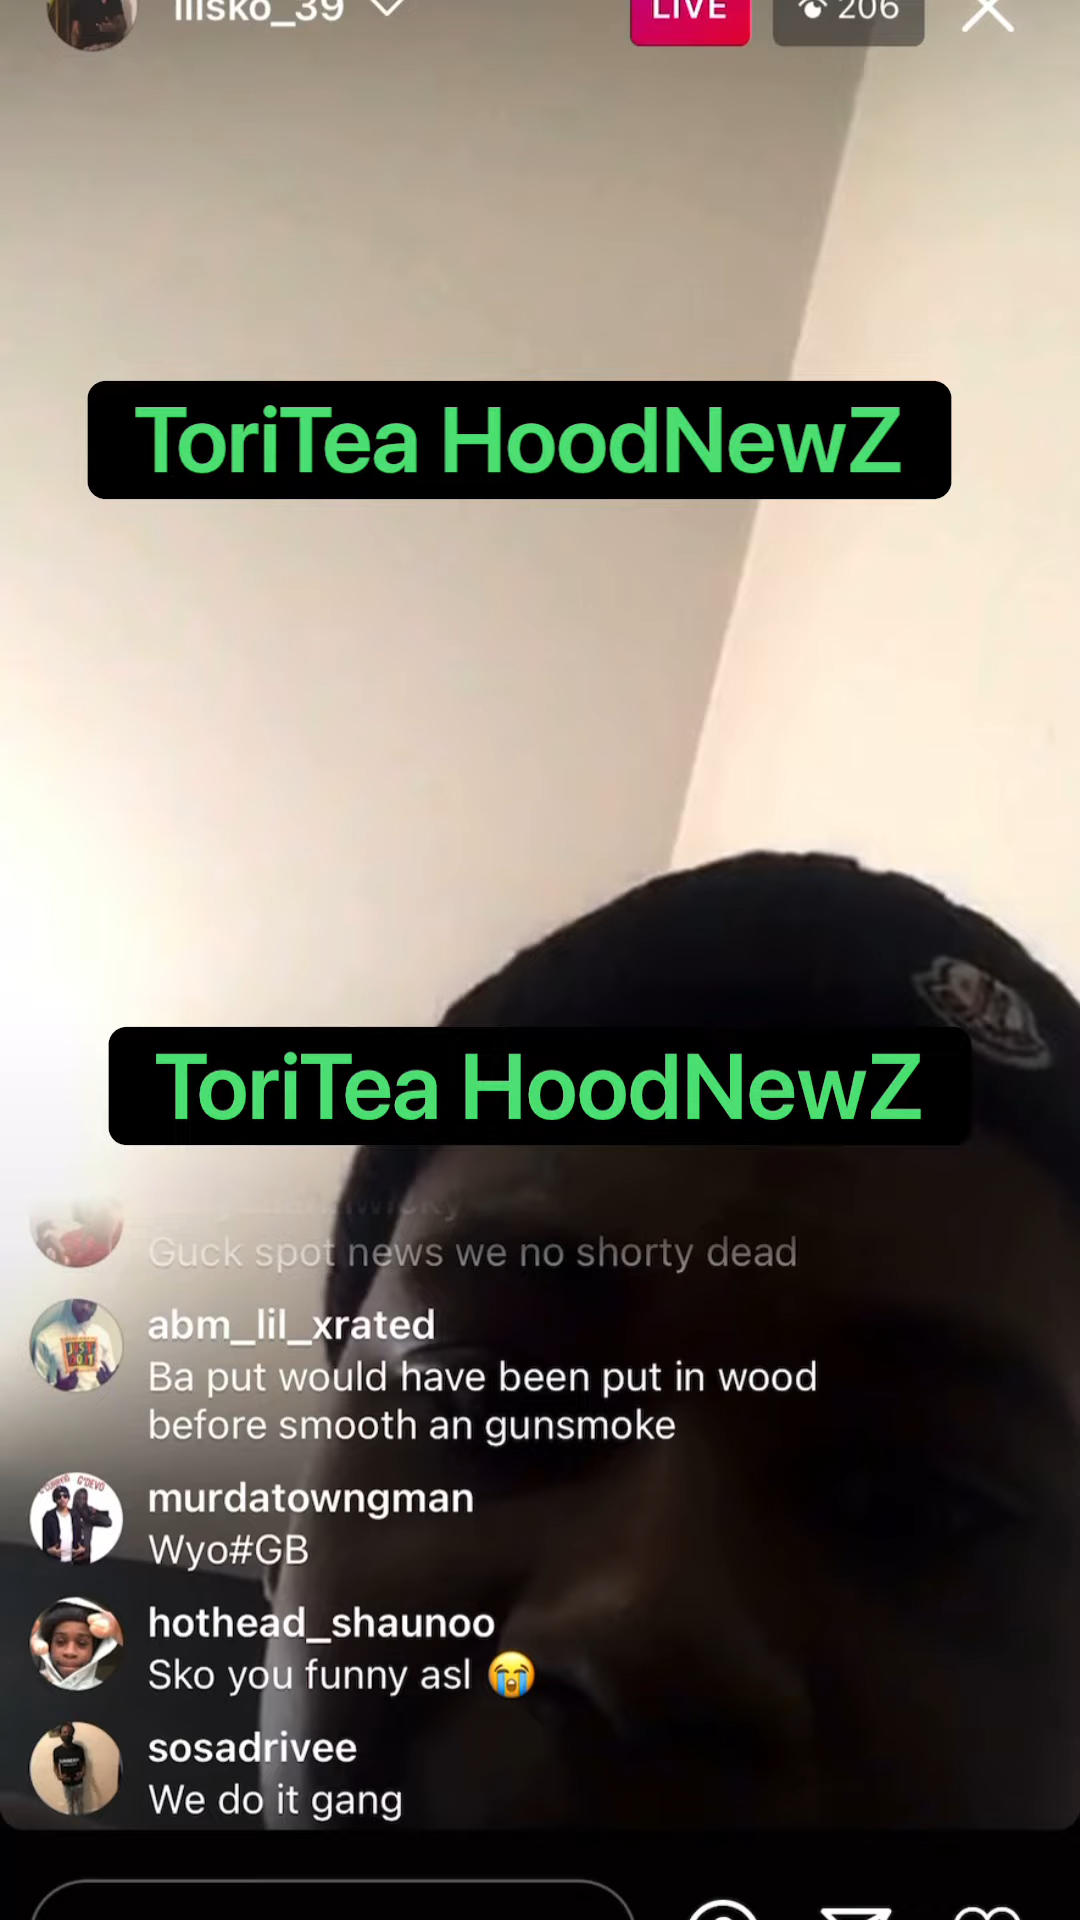 lilsko_39
LIVE
206
ToriTea HoodNewZ
ToriTea HoodNewZ
Guck spot news we no shorty dead
abm_lil_xrated
Ba put would have been put in wood
before smooth an gunsmoke
murdatowngman
Wyo#GB
hothead_shaunoo
Sko you funny asl 😭
sosadrivee
We do it gang